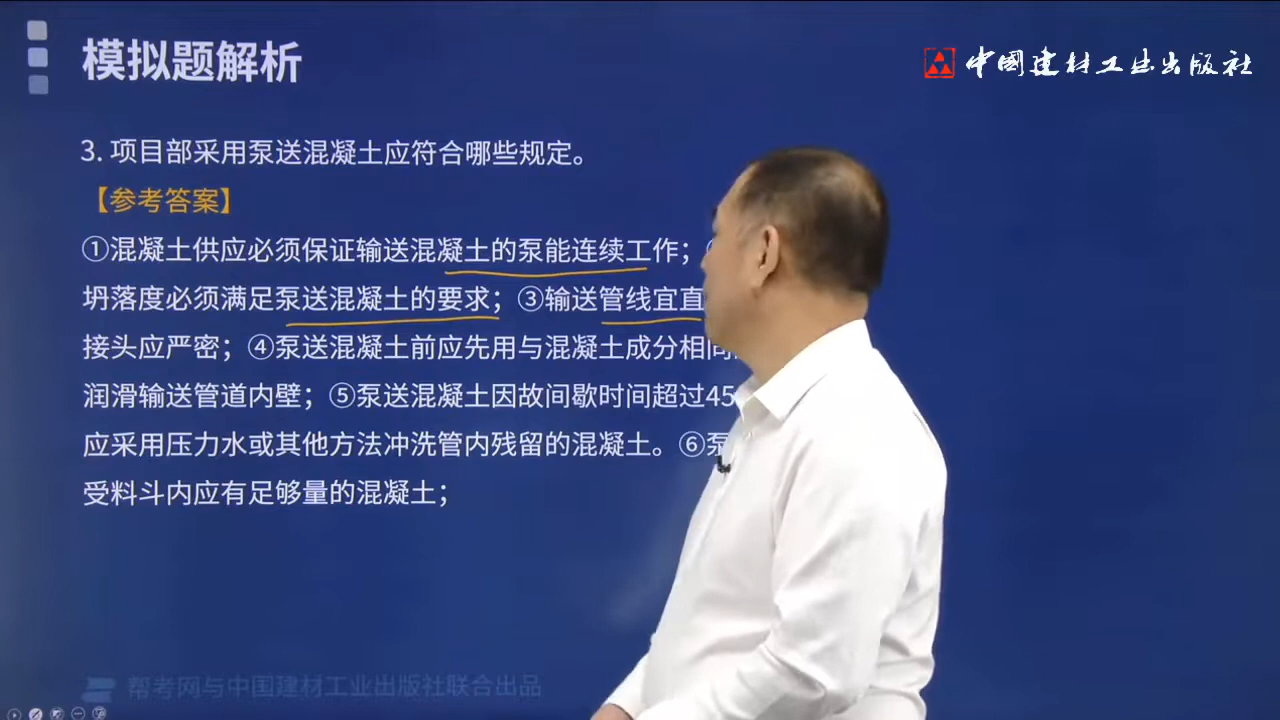 模拟题解析
中国建材工业出版社
3. 项目部采用泵送混凝土应符合哪些规定。
【参考答案】
①混凝土供应必须保证输送混凝土的泵能连续工作；
坍落度必须满足泵送混凝土的要求；③输送管线宜直
接头应严密；④泵送混凝土前应先用与混凝土成分相同
润滑输送管道内壁；⑤泵送混凝土因故间歇时间超过45
应采用压力水或其他方法冲洗管内残留的混凝土。⑥泵
受料斗内应有足够量的混凝土；
帮考网与中国建材工业出版社联合出品